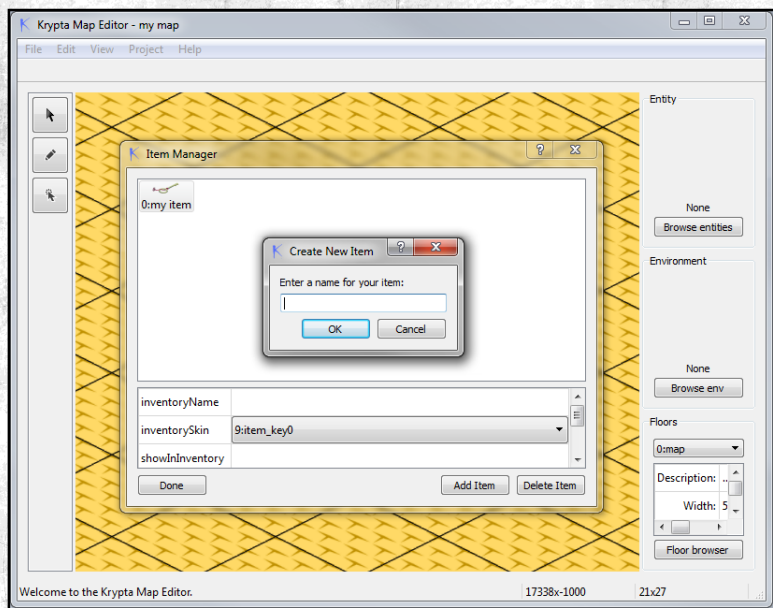 Krypta Map Editor - my map
File Edit View Project Help
Entity
None
Browse entities
Environment
None
Browse env
Floors
0:map
Description: ..
Width: 5
Floor browser
Item Manager
0:my item
Create New Item
Enter a name for your item:
OK Cancel
inventoryName
inventorySkin 9:item_key0
showInInventory
Done Add Item Delete Item
Welcome to the Krypta Map Editor. 17338x-1000 21x27